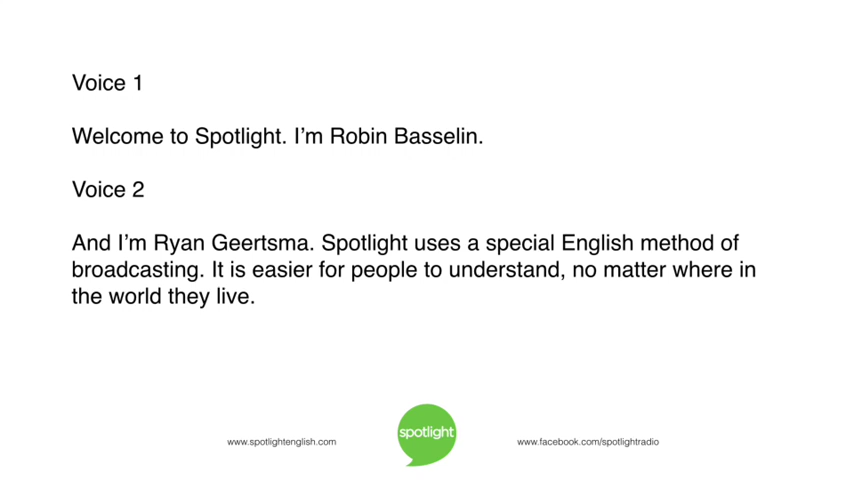 Voice 1
Welcome to Spotlight. I'm Robin Basselin.
Voice 2
And I'm Ryan Geertsma. Spotlight uses a special English method of
broadcasting. It is easier for people to understand, no matter where in
the world they live.
www.spotlightenglish.com
spotlight
www.facebook.com/spotlightradio